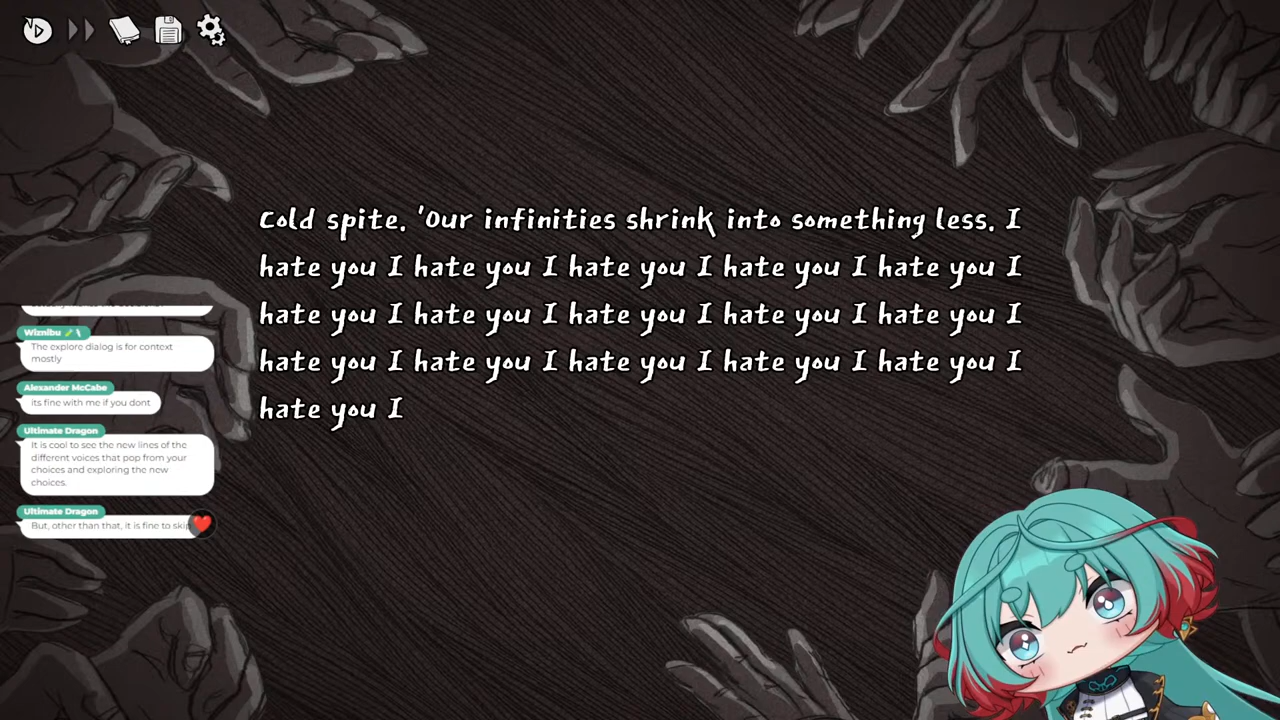 Cold spite. 'Our infinities shrink into something less. I
hate you I hate you I hate you I hate you I hate you I
hate you I hate you I hate you I hate you I hate you I
hate you I hate you I hate you I hate you I hate you I
hate you I
Wiznibu
The explore dialog is for context
mostly
Alexander McCabe
its fine with me if you dont
Ultimate Dragon
It is cool to see the new lines of the
different voices that pop from your
choices and exploring the new
choices.
Ultimate Dragon
But, other than that, it is fine to skip